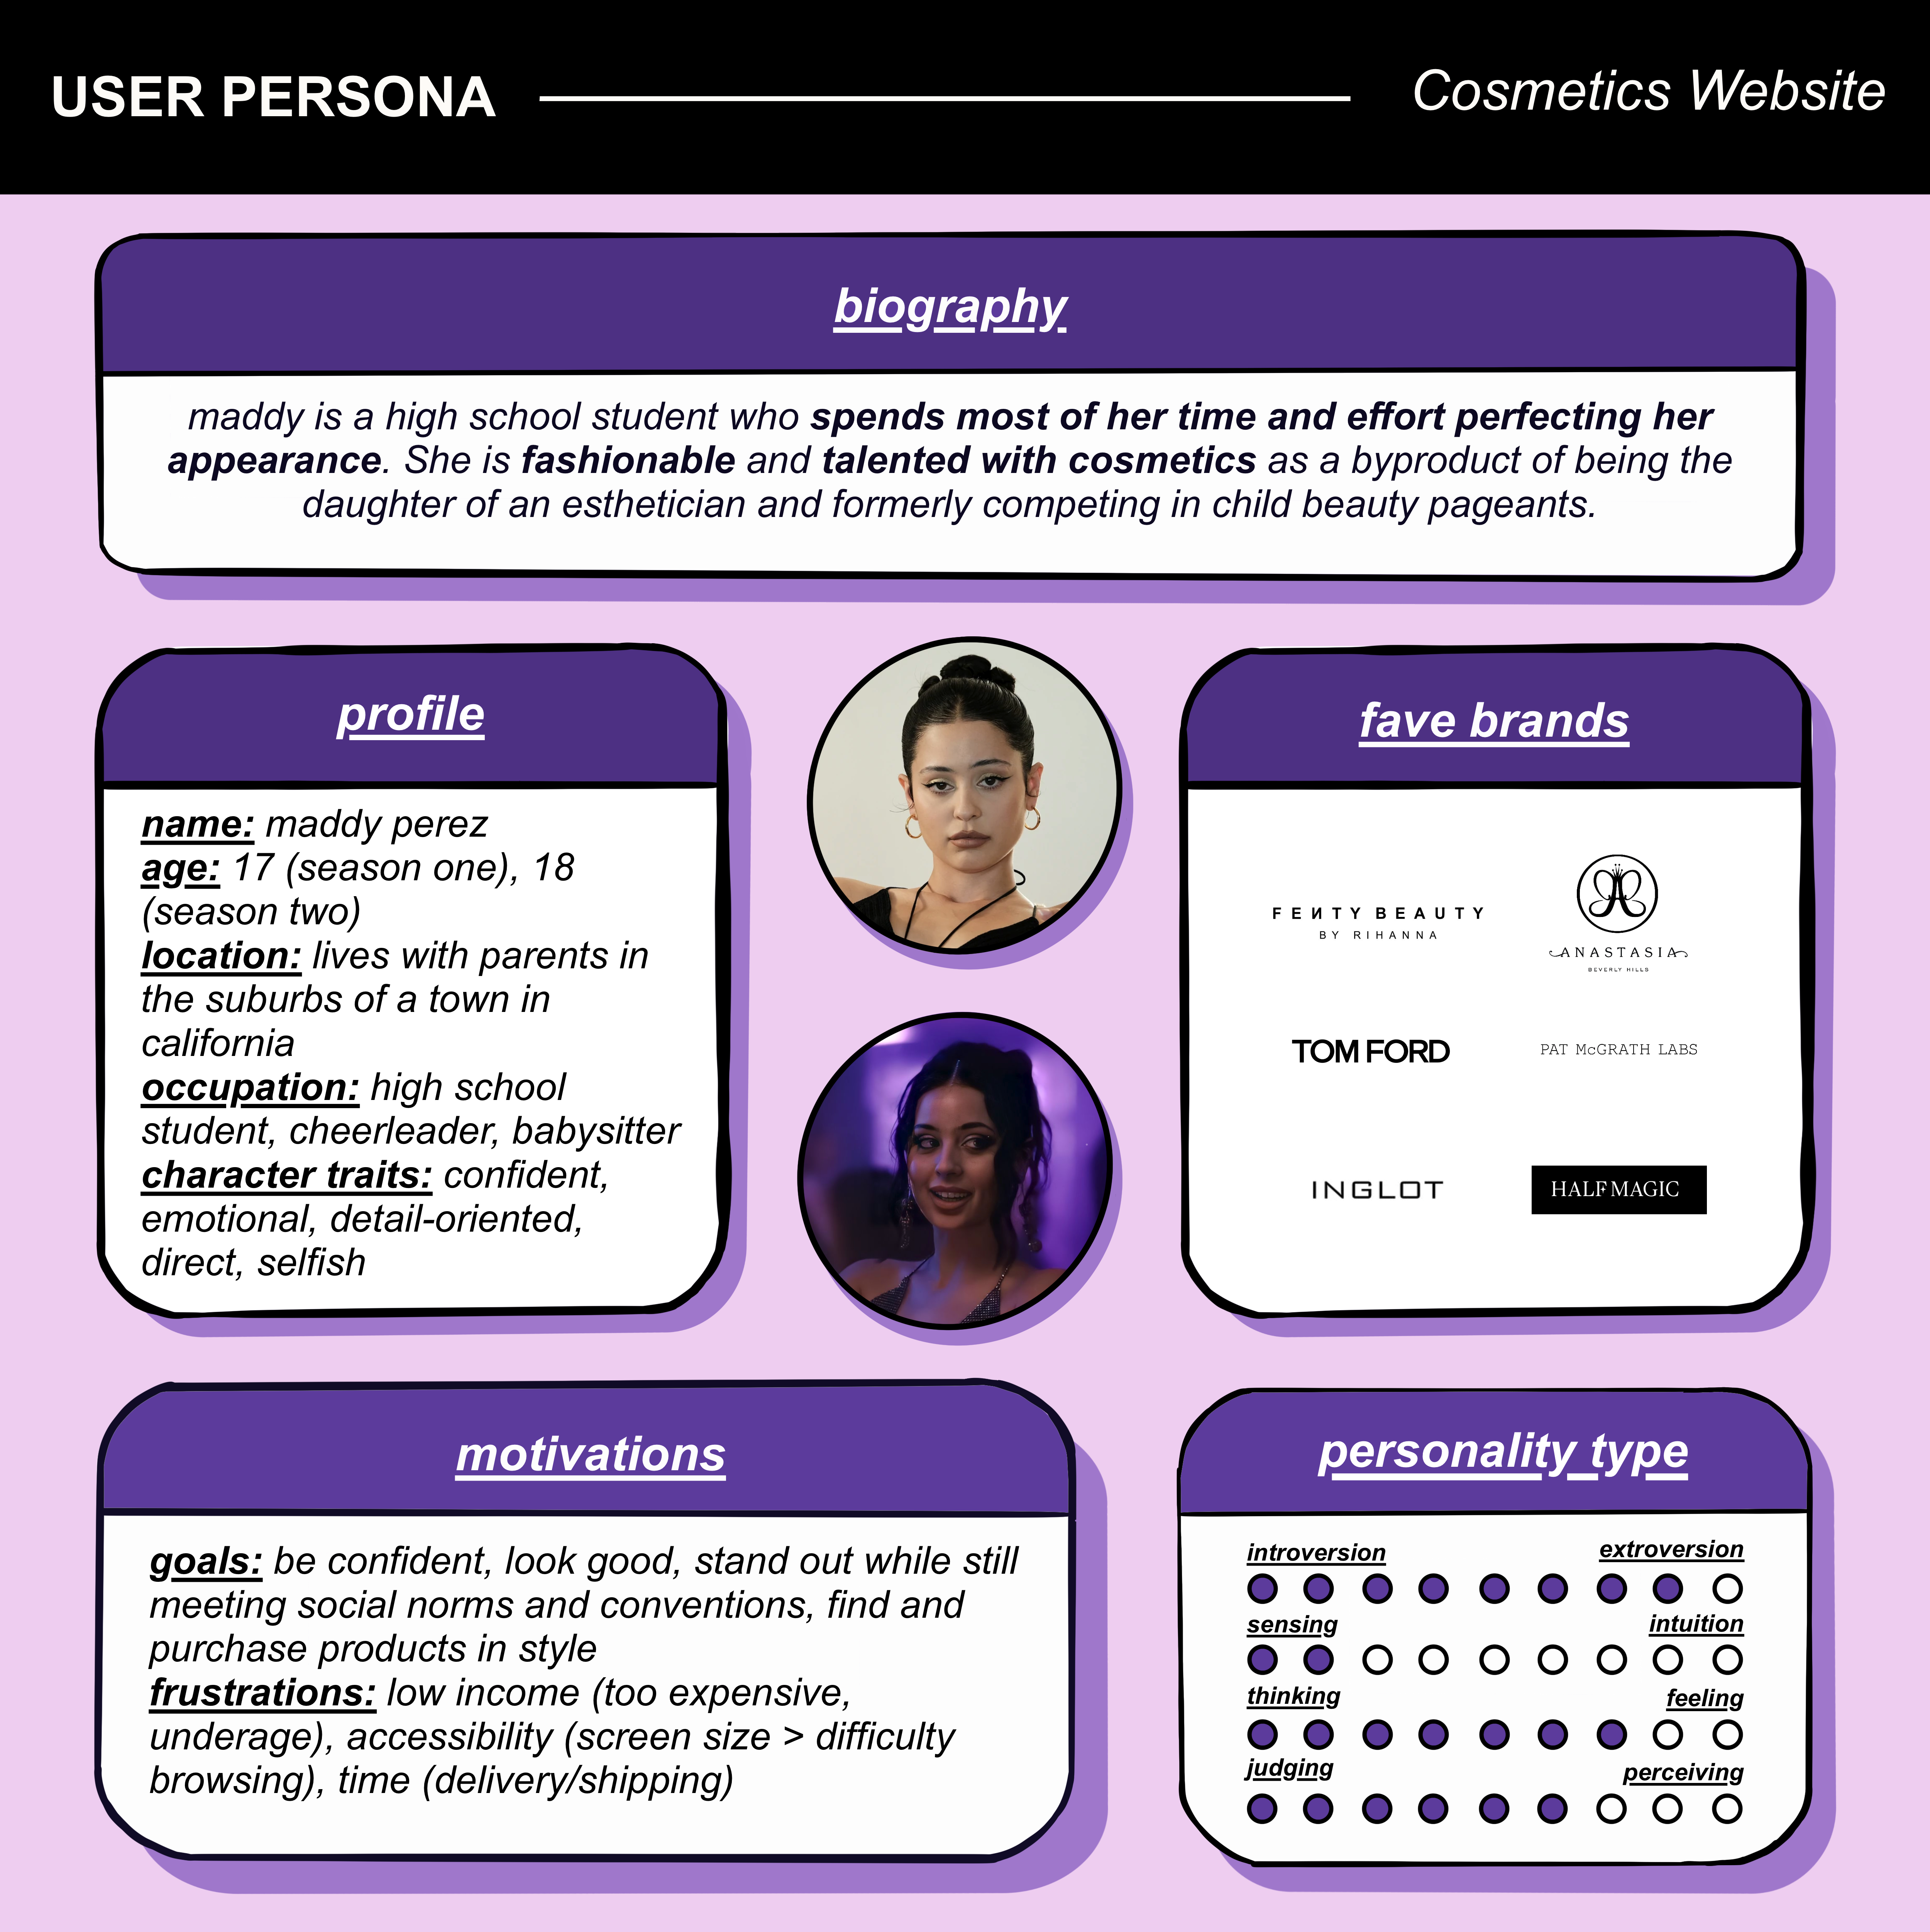 USER PERSONA
Cosmetics Website
biography
maddy is a high school student who spends most of her time and effort perfecting her
appearance. She is fashionable and talented with cosmetics as a byproduct of being the
daughter of an esthetician and formerly competing in child beauty pageants.
profile
name: maddy perez
age: 17 (season one), 18
(season two)
location: lives with parents in
the suburbs of a town in
california
occupation: high school
student, cheerleader, babysitter
character traits: confident,
emotional, detail-oriented,
direct, selfish
fave brands
FENTY BEAUTY
BY RIHANNA
ANASTASIA
BEVERLY HILLS
TOM FORD
PAT McGRATH LABS
INGLOT
HALF MAGIC
motivations
goals: be confident, look good, stand out while still
meeting social norms and conventions, find and
purchase products in style
frustrations: low income (too expensive,
underage), accessibility (screen size > difficulty
browsing), time (delivery/shipping)
personality type
introversion extroversion
sensing intuition
thinking feeling
judging perceiving